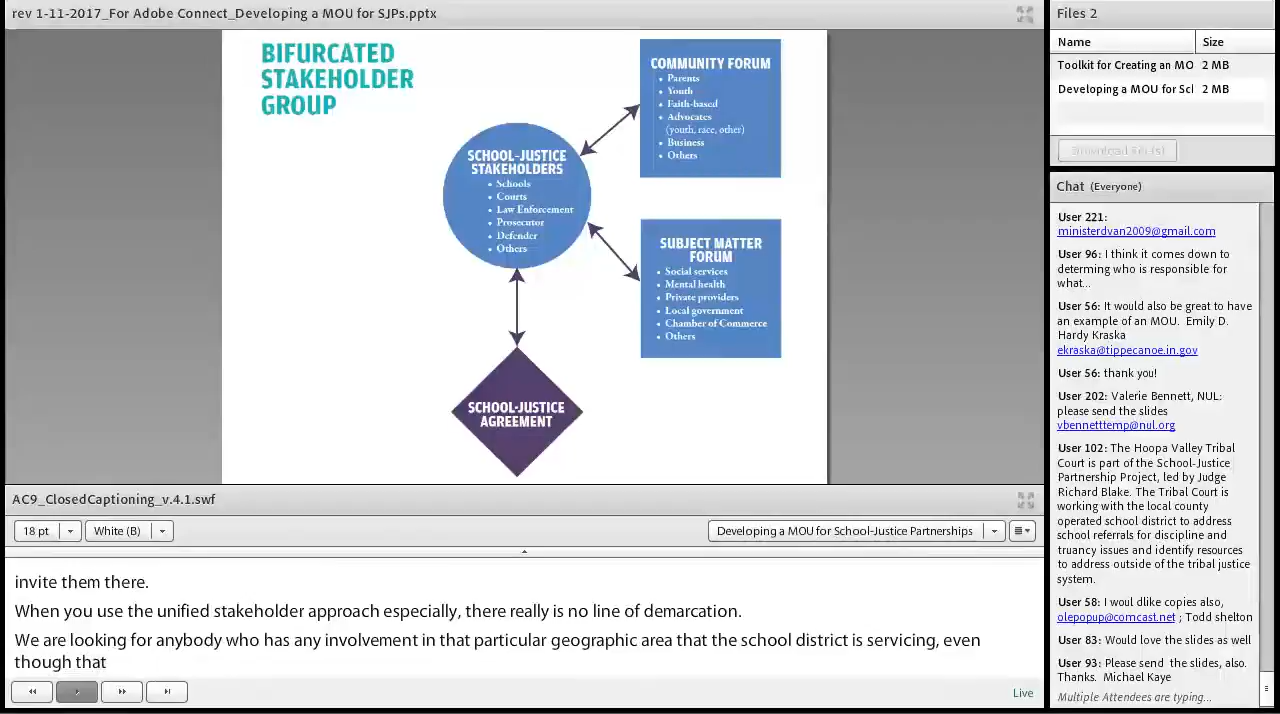 rev 1-11-2017_For Adobe Connect_Developing a MOU for SJPs.pptx
BIFURCATED
STAKEHOLDER
GROUP
SCHOOL-JUSTICE
STAKEHOLDERS
• Schools
• Courts
• Law Enforcement
• Prosecutor
• Defender
• Others
COMMUNITY FORUM
• Parents
• Youth
• Faith-based
• Advocates
(youth, race, other)
• Business
• Others
SUBJECT MATTER
FORUM
• Social services
• Mental health
• Private providers
• Local government
• Chamber of Commerce
• Others
SCHOOL-JUSTICE
AGREEMENT
AC9_ClosedCaptioning_v.4.1.swf
18 pt
White (B)
Developing a MOU for School-Justice Partnerships
invite them there.
When you use the unified stakeholder approach especially, there really is no line of demarcation.
We are looking for anybody who has any involvement in that particular geographic area that the school district is servicing, even
though that
Live
Files 2
Name Size
Toolkit for Creating an MO 2 MB
Developing a MOU for Scl 2 MB
Download File(s)
Chat (Everyone)
User 221:
ministerdvan2009@gmail.com
User 96: I think it comes down to
determing who is responsible for
what...
User 56: It would also be great to have
an example of an MOU. Emily D.
Hardy Kraska
ekraska@tippecanoe.in.gov
User 56: thank you!
User 202: Valerie Bennett, NUL:
please send the slides
vbennetttemp@nul.org
User 102: The Hoopa Valley Tribal
Court is part of the School-Justice
Partnership Project, led by Judge
Richard Blake. The Tribal Court is
working with the local county
operated school district to address
school referrals for discipline and
truancy issues and identify resources
to address outside of the tribal justice
system.
User 58: I woul dlike copies also,
olepopup@comcast.net ; Todd shelton
User 83: Would love the slides as well
User 93: Please send the slides, also.
Thanks. Michael Kaye
Multiple Attendees are typing...